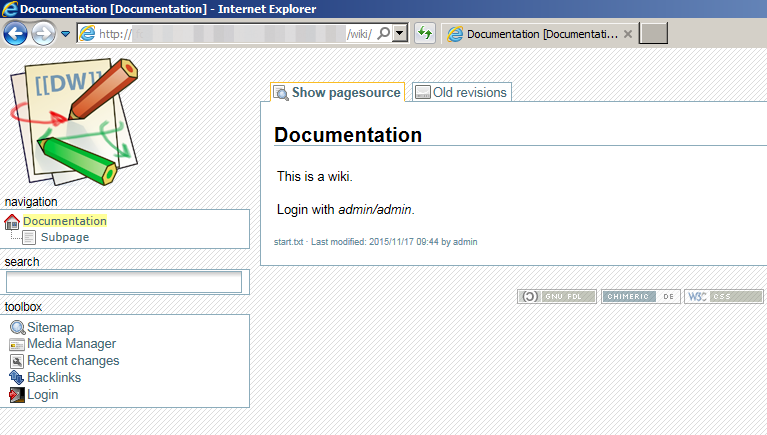 Documentation [Documentation] - Internet Explorer
http:// /wiki/
Documentation [Documentati...
[[DW]]
Show pagesource
Old revisions
Documentation
This is a wiki.
Login with admin/admin.
start.txt · Last modified: 2015/11/17 09:44 by admin
navigation
Documentation
Subpage
search
toolbox
Sitemap
Media Manager
Recent changes
Backlinks
Login
GNU FDL
CHIMERIC DE
W3C CSS